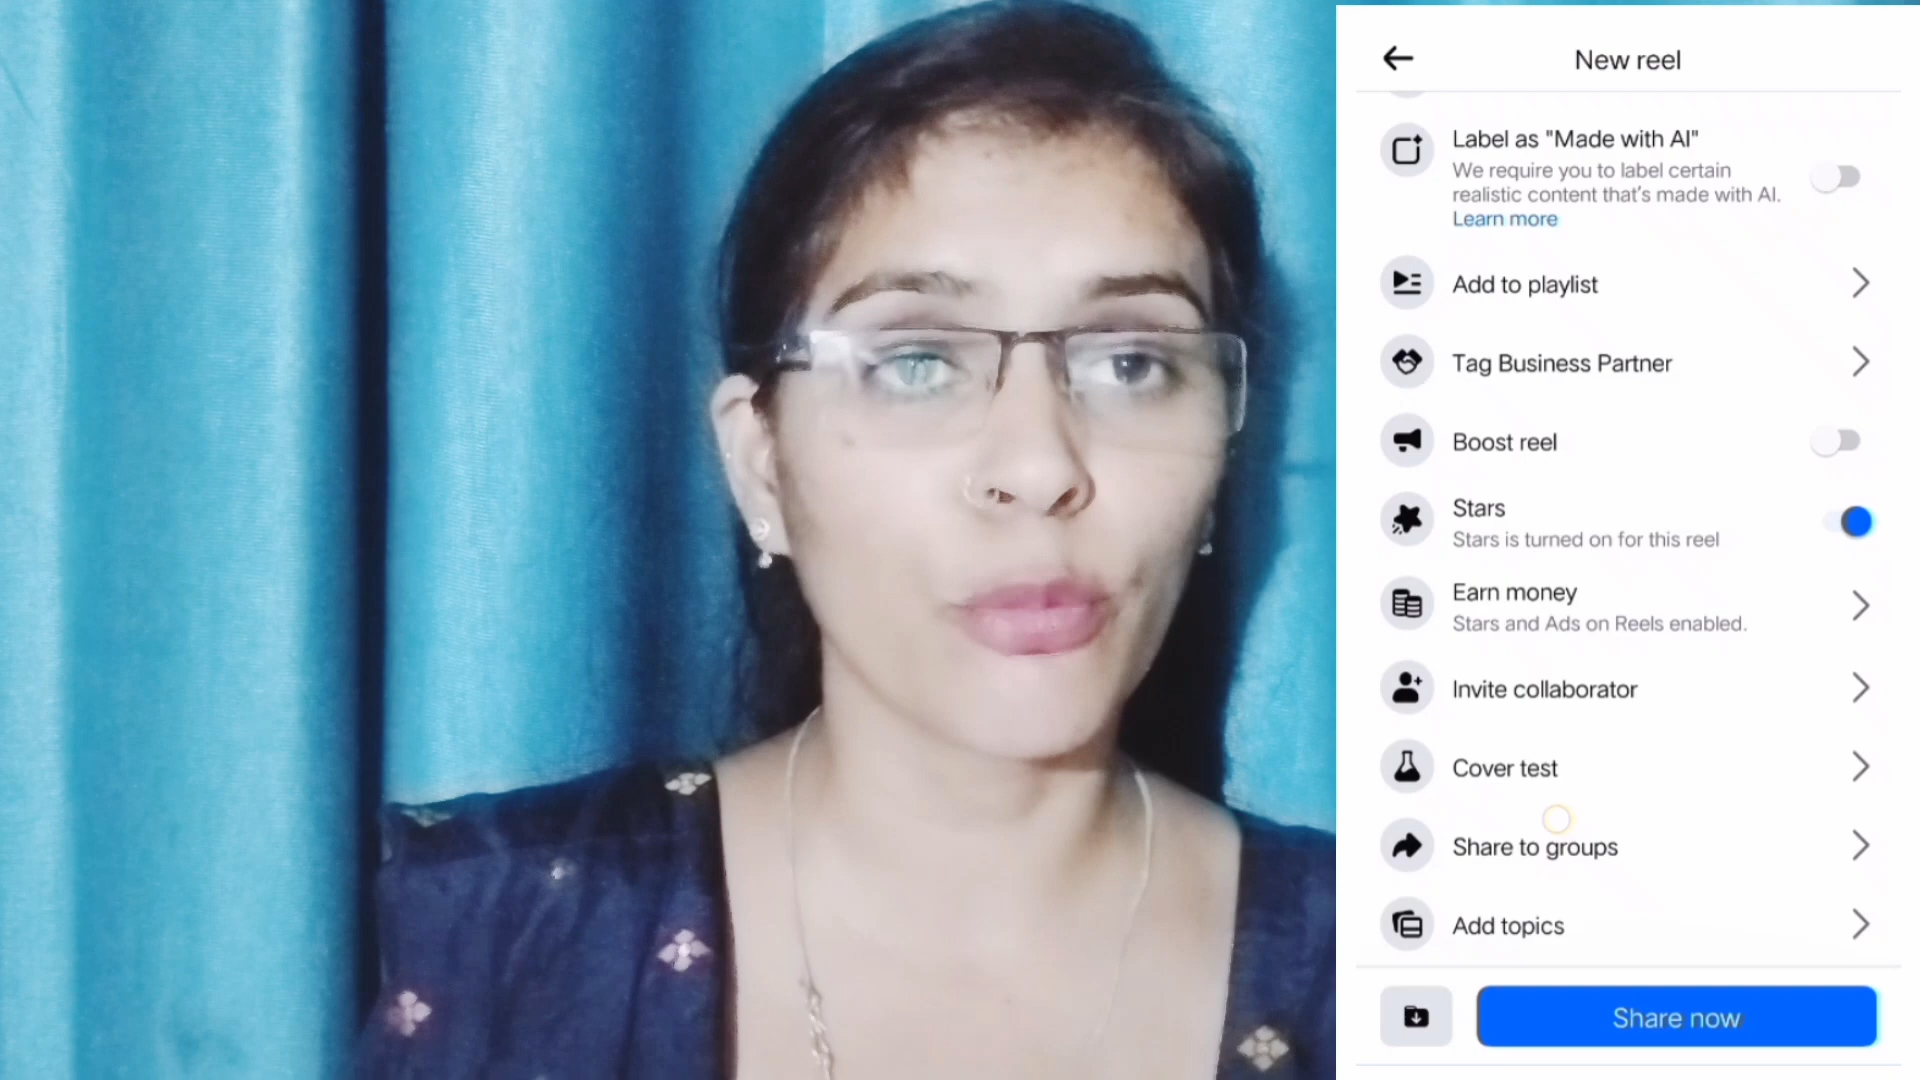 New reel
Label as "Made with AI"
We require you to label certain
realistic content that's made with AI.
Learn more
Add to playlist
Tag Business Partner
Boost reel
Stars
Stars is turned on for this reel
Earn money
Stars and Ads on Reels enabled.
Invite collaborator
Cover test
Share to groups
Add topics
Share now